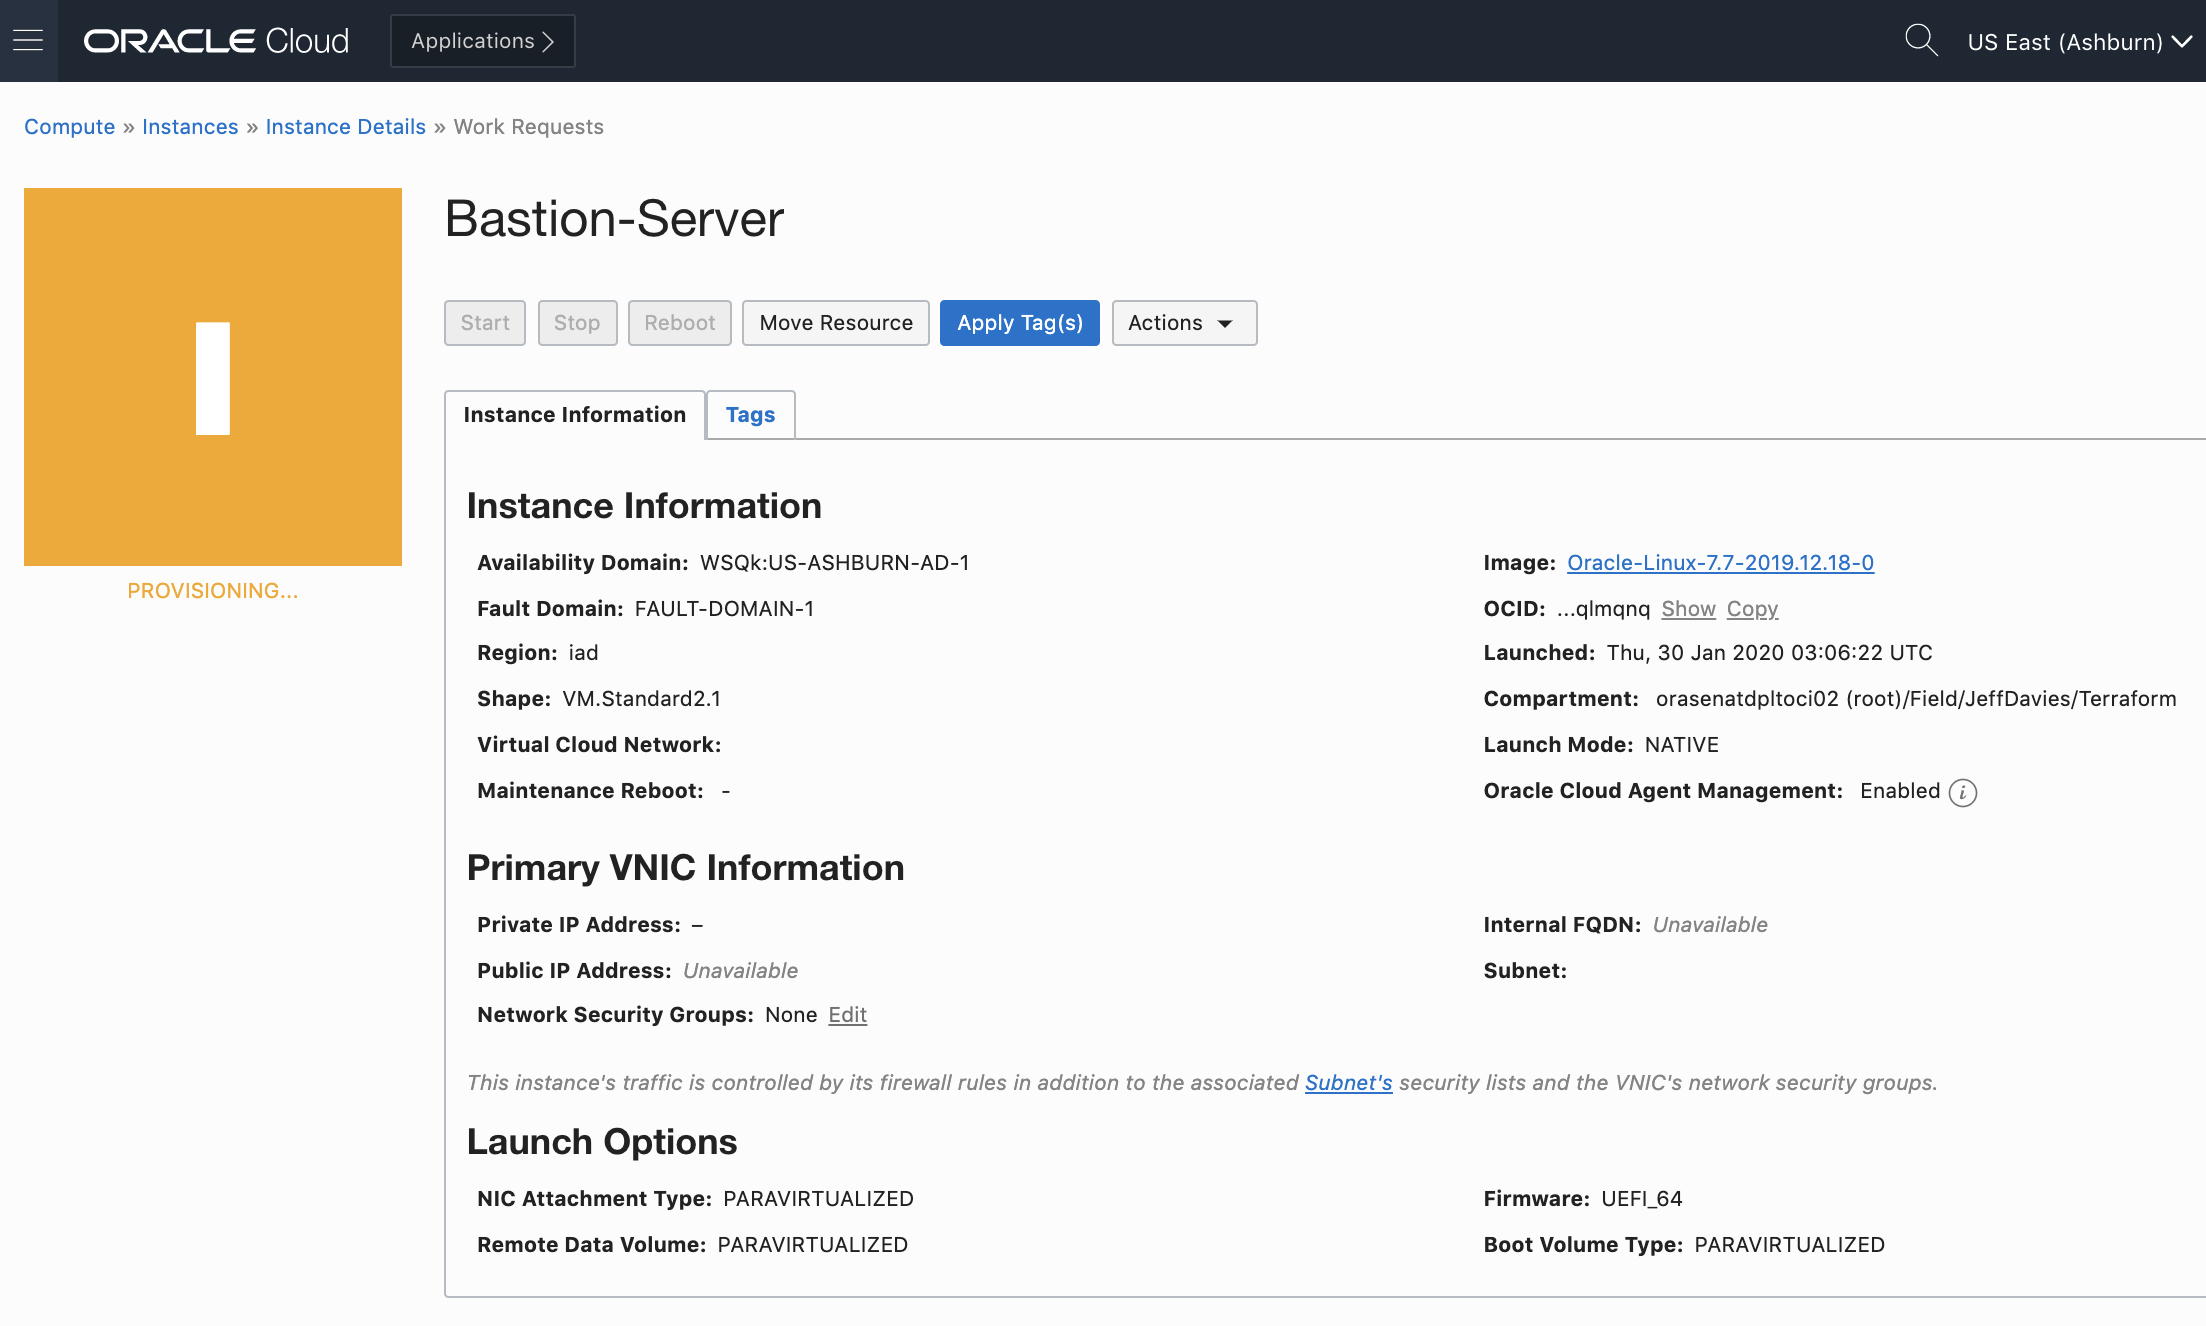 ORACLE Cloud Applications US East (Ashburn)
Compute » Instances » Instance Details » Work Requests
I
PROVISIONING...
Bastion-Server
Start Stop Reboot Move Resource Apply Tag(s) Actions
Instance Information Tags
Instance Information
Availability Domain: WSQk:US-ASHBURN-AD-1
Fault Domain: FAULT-DOMAIN-1
Region: iad
Shape: VM.Standard2.1
Virtual Cloud Network:
Maintenance Reboot: -
Image: Oracle-Linux-7.7-2019.12.18-0
OCID: ...qlmqnq Show Copy
Launched: Thu, 30 Jan 2020 03:06:22 UTC
Compartment: orasenatdpltoci02 (root)/Field/JeffDavies/Terraform
Launch Mode: NATIVE
Oracle Cloud Agent Management: Enabled i
Primary VNIC Information
Private IP Address: –
Public IP Address: Unavailable
Network Security Groups: None Edit
Internal FQDN: Unavailable
Subnet:
This instance's traffic is controlled by its firewall rules in addition to the associated Subnet's security lists and the VNIC's network security groups.
Launch Options
NIC Attachment Type: PARAVIRTUALIZED
Remote Data Volume: PARAVIRTUALIZED
Firmware: UEFI_64
Boot Volume Type: PARAVIRTUALIZED